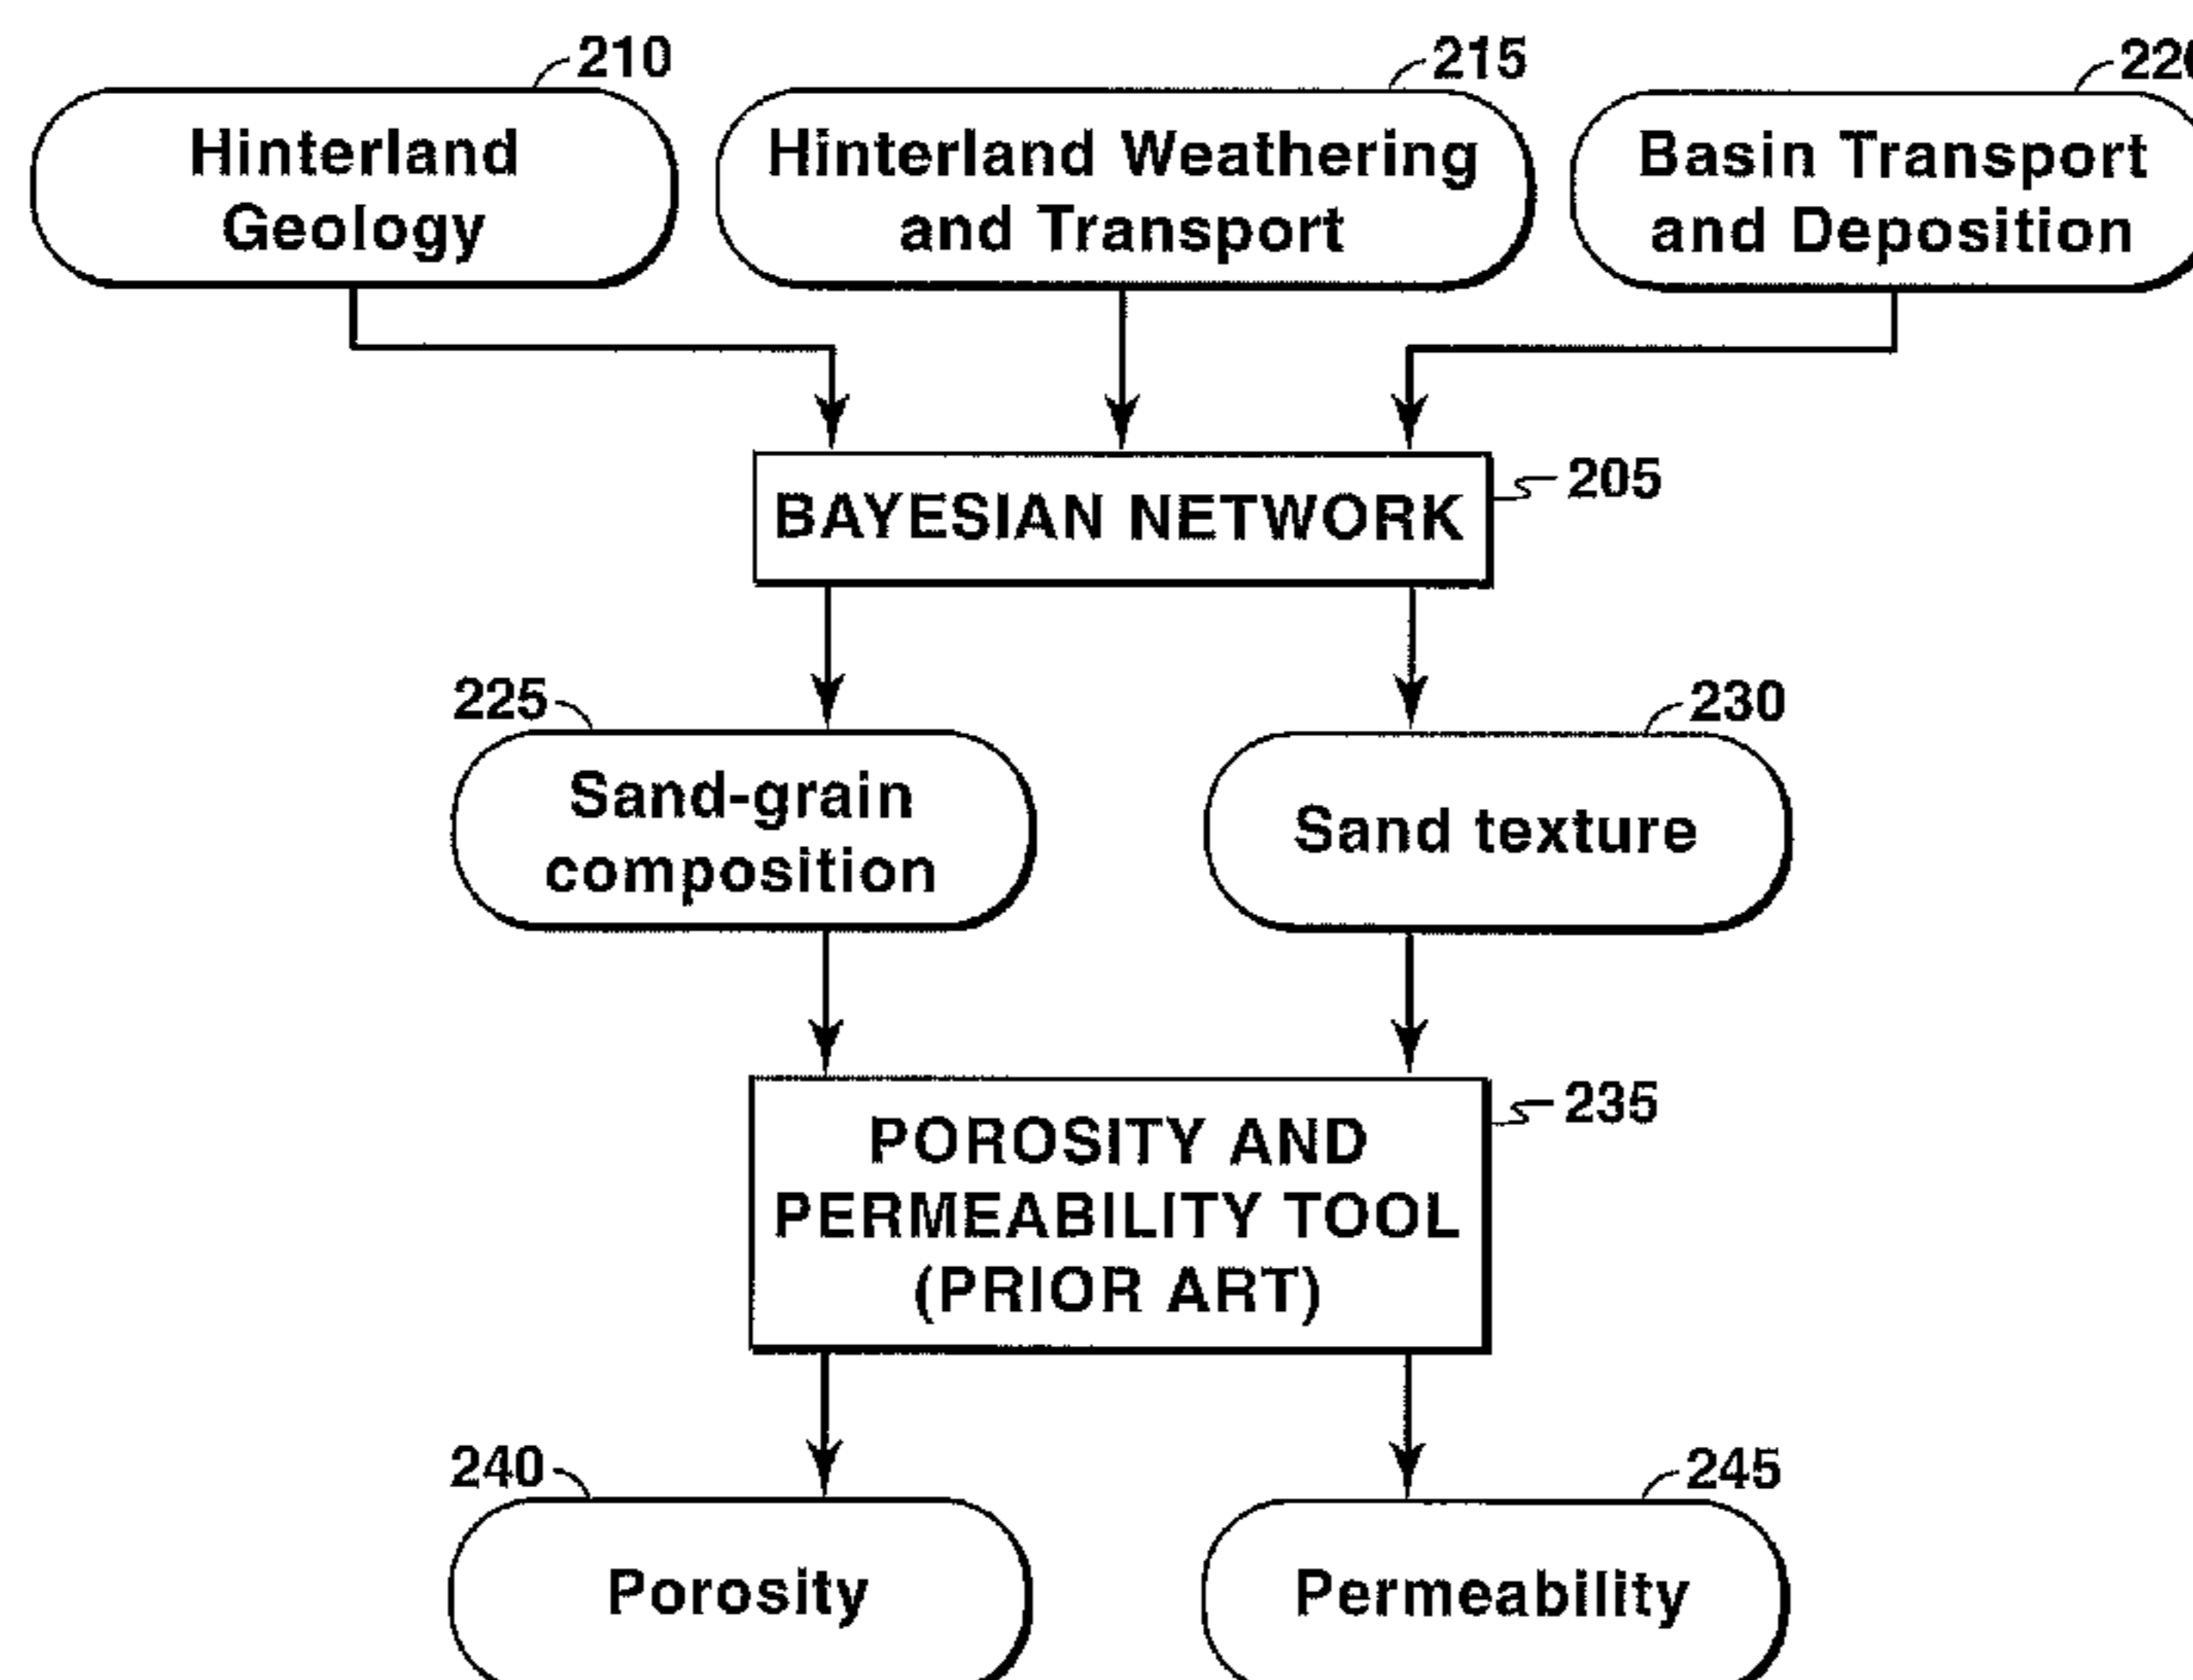 210
215
Hinterland
Geology
Hinterland Weathering
and Transport
Basin Transport
and Deposition
BAYESIAN NETWORK
205
225
230
Sand-grain
composition
Sand texture
235
POROSITY AND
PERMEABILITY TOOL
(PRIOR ART)
240
245
Porosity
Permeability